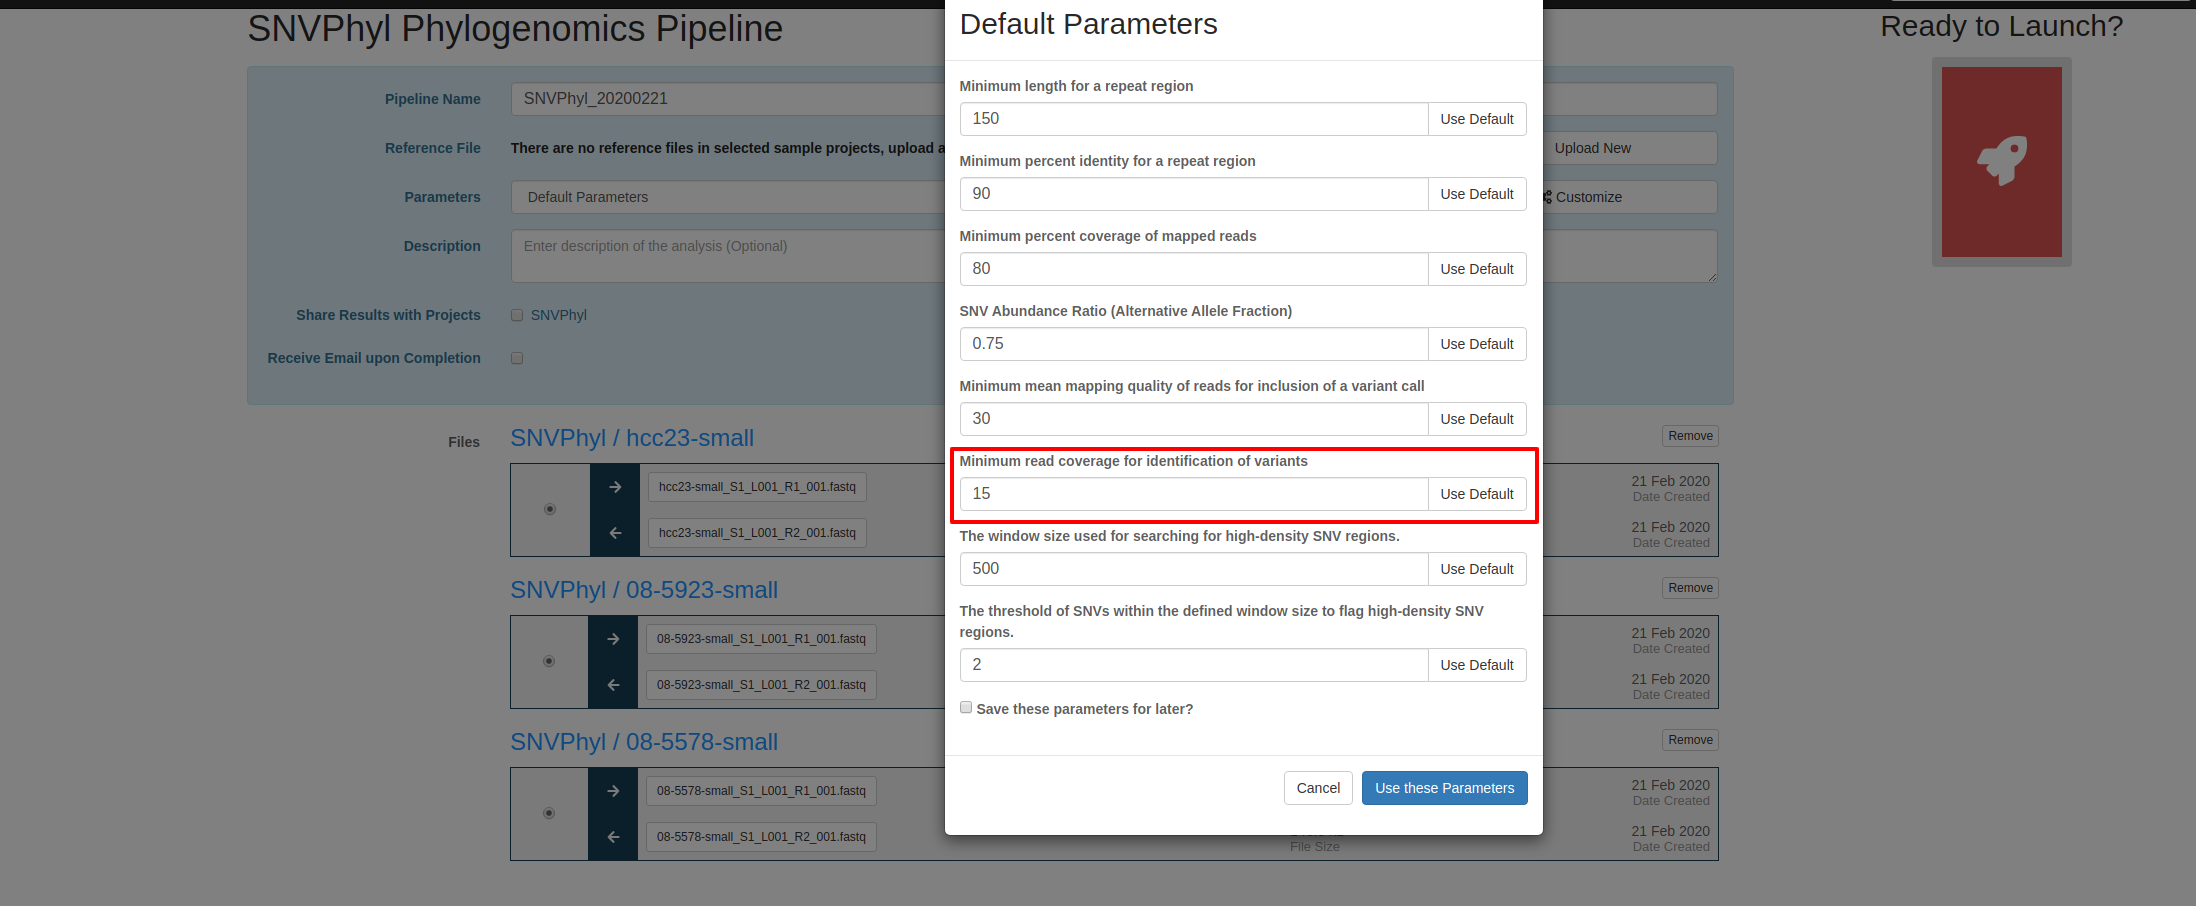 SNVPhyl Phylogenomics Pipeline
Pipeline Name
SNVPhyl_20200221
Reference File
There are no reference files in selected sample projects, upload a
Upload New
Parameters
Default Parameters
Customize
Description
Enter description of the analysis (Optional)
Share Results with Projects
SNVPhyl
Receive Email upon Completion
Files
SNVPhyl / hcc23-small
Remove
hcc23-small_S1_L001_R1_001.fastq
21 Feb 2020
Date Created
hcc23-small_S1_L001_R2_001.fastq
21 Feb 2020
Date Created
SNVPhyl / 08-5923-small
Remove
08-5923-small_S1_L001_R1_001.fastq
21 Feb 2020
Date Created
08-5923-small_S1_L001_R2_001.fastq
21 Feb 2020
Date Created
SNVPhyl / 08-5578-small
Remove
08-5578-small_S1_L001_R1_001.fastq
21 Feb 2020
Date Created
08-5578-small_S1_L001_R2_001.fastq
File Size
21 Feb 2020
Date Created
Default Parameters
Minimum length for a repeat region
150
Use Default
Minimum percent identity for a repeat region
90
Use Default
Minimum percent coverage of mapped reads
80
Use Default
SNV Abundance Ratio (Alternative Allele Fraction)
0.75
Use Default
Minimum mean mapping quality of reads for inclusion of a variant call
30
Use Default
Minimum read coverage for identification of variants
15
Use Default
The window size used for searching for high-density SNV regions.
500
Use Default
The threshold of SNVs within the defined window size to flag high-density SNV
regions.
2
Use Default
Save these parameters for later?
Cancel
Use these Parameters
Ready to Launch?